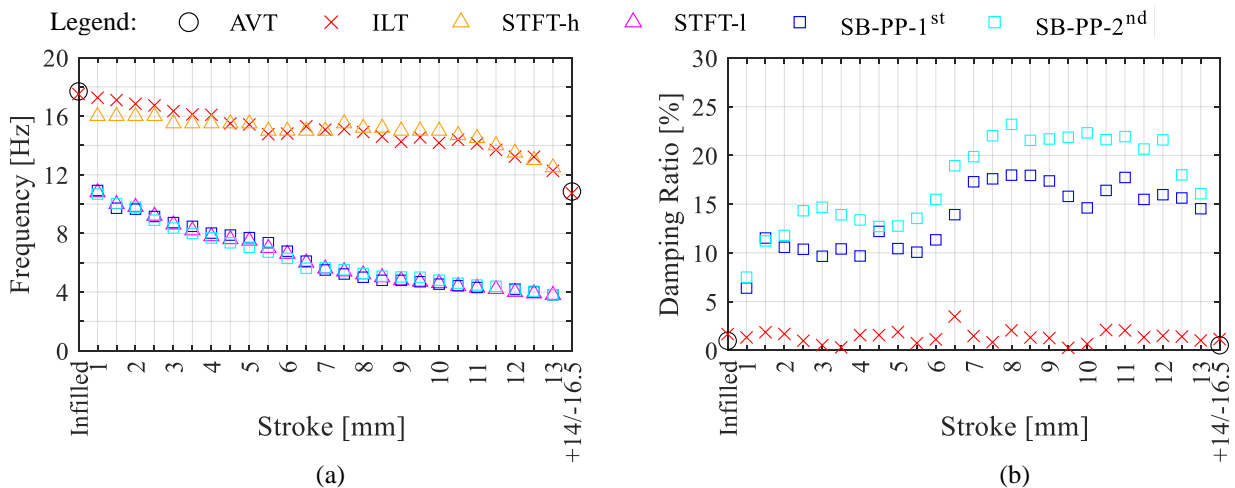 Legend: AVT ILT STFT-h STFT-l SB-PP-1st SB-PP-2nd
Frequency [Hz]
20
16
12
8
4
0
Infilled 1 2 3 4 5 6 7 8 9 10 11 12 13 +14/-16.5
Stroke [mm]
(a)
Damping Ratio [%]
30
25
20
15
10
5
0
Infilled 1 2 3 4 5 6 7 8 9 10 11 12 13 +14/-16.5
Stroke [mm]
(b)